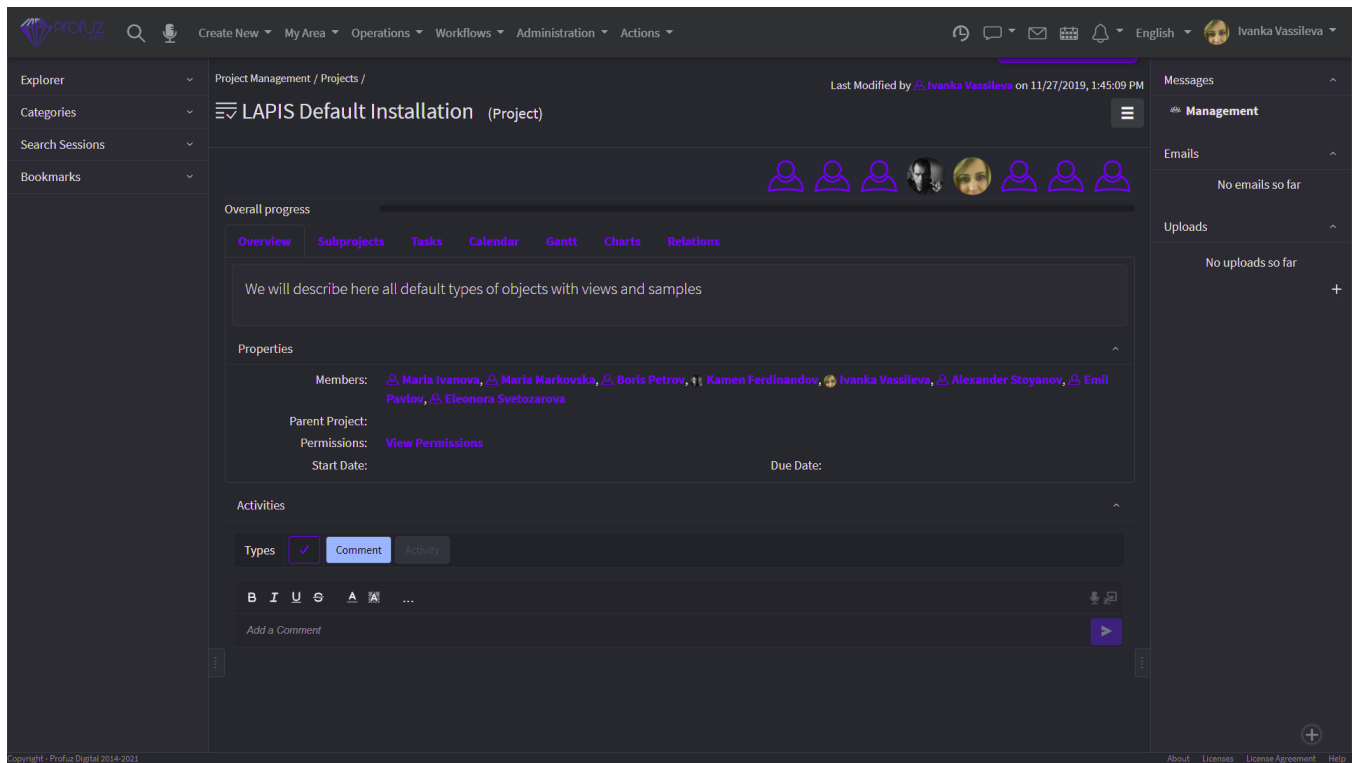 PROFUZ
LAPIS
Create New My Area Operations Workflows Administration Actions English Ivanka Vassileva
Explorer
Categories
Search Sessions
Bookmarks
Project Management / Projects /
Last Modified by Ivanka Vassileva on 11/27/2019, 1:45:09 PM
LAPIS Default Installation (Project)
Overall progress
Overview Subprojects Tasks Calendar Gantt Charts Relations
We will describe here all default types of objects with views and samples
Properties
Members: Maria Ivanova, Maria Markovska, Boris Petrov, Kamen Ferdinandov, Ivanka Vassileva, Alexander Stoyanov, Emil
Pavlov, Eleonora Svetozarova
Parent Project:
Permissions: View Permissions
Start Date: Due Date:
Activities
Types Comment Activity
B I U S A A ...
Add a Comment
Messages
Management
Emails
No emails so far
Uploads
No uploads so far
+
Copyright - Profuz Digital 2014-2021
About Licenses License Agreement Help